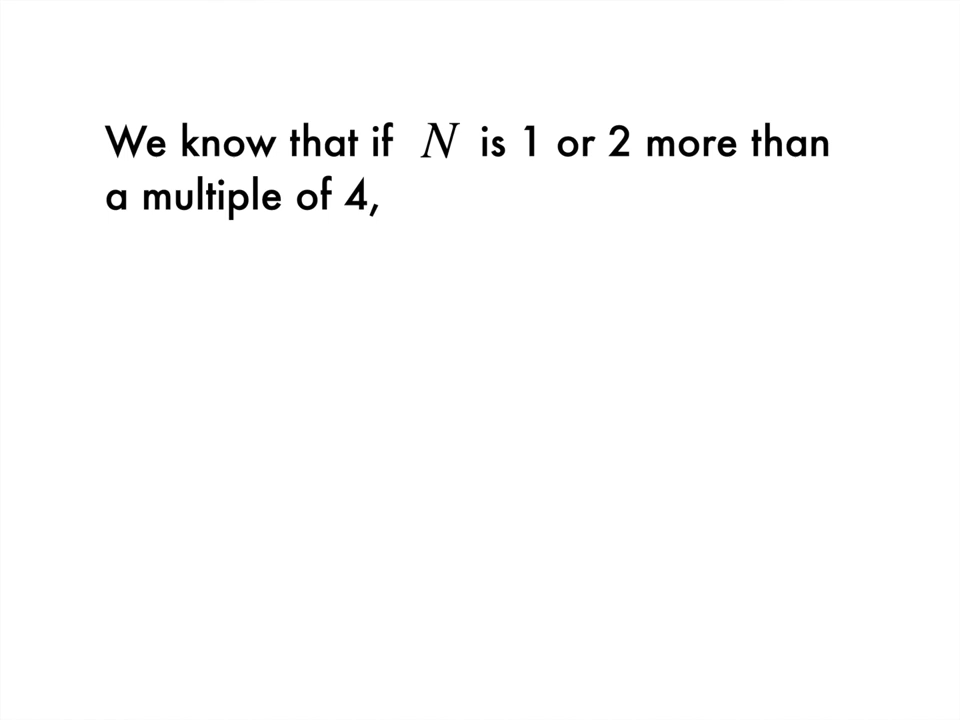 We know that if N is 1 or 2 more than
a multiple of 4,